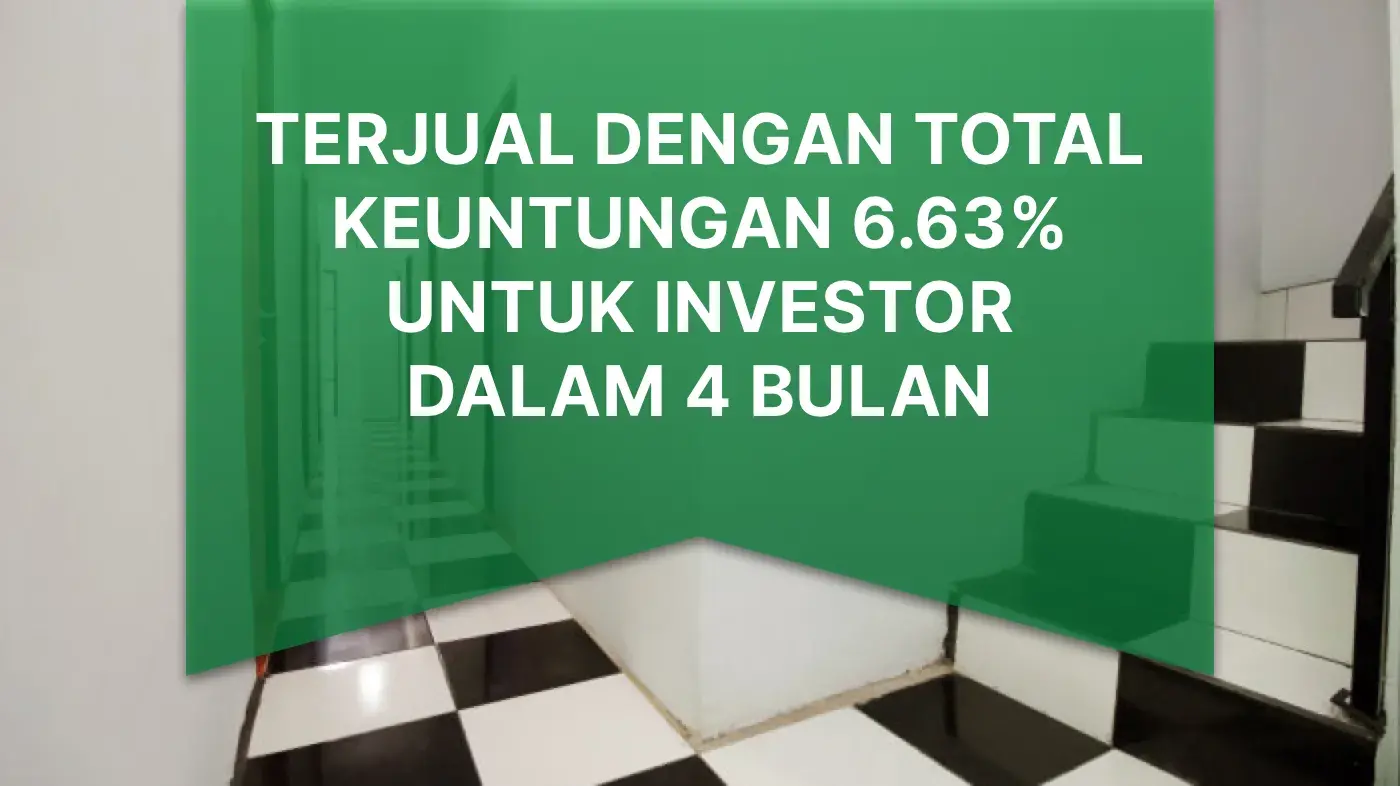 TERJUAL DENGAN TOTAL
KEUNTUNGAN 6.63%
UNTUK INVESTOR
DALAM 4 BULAN